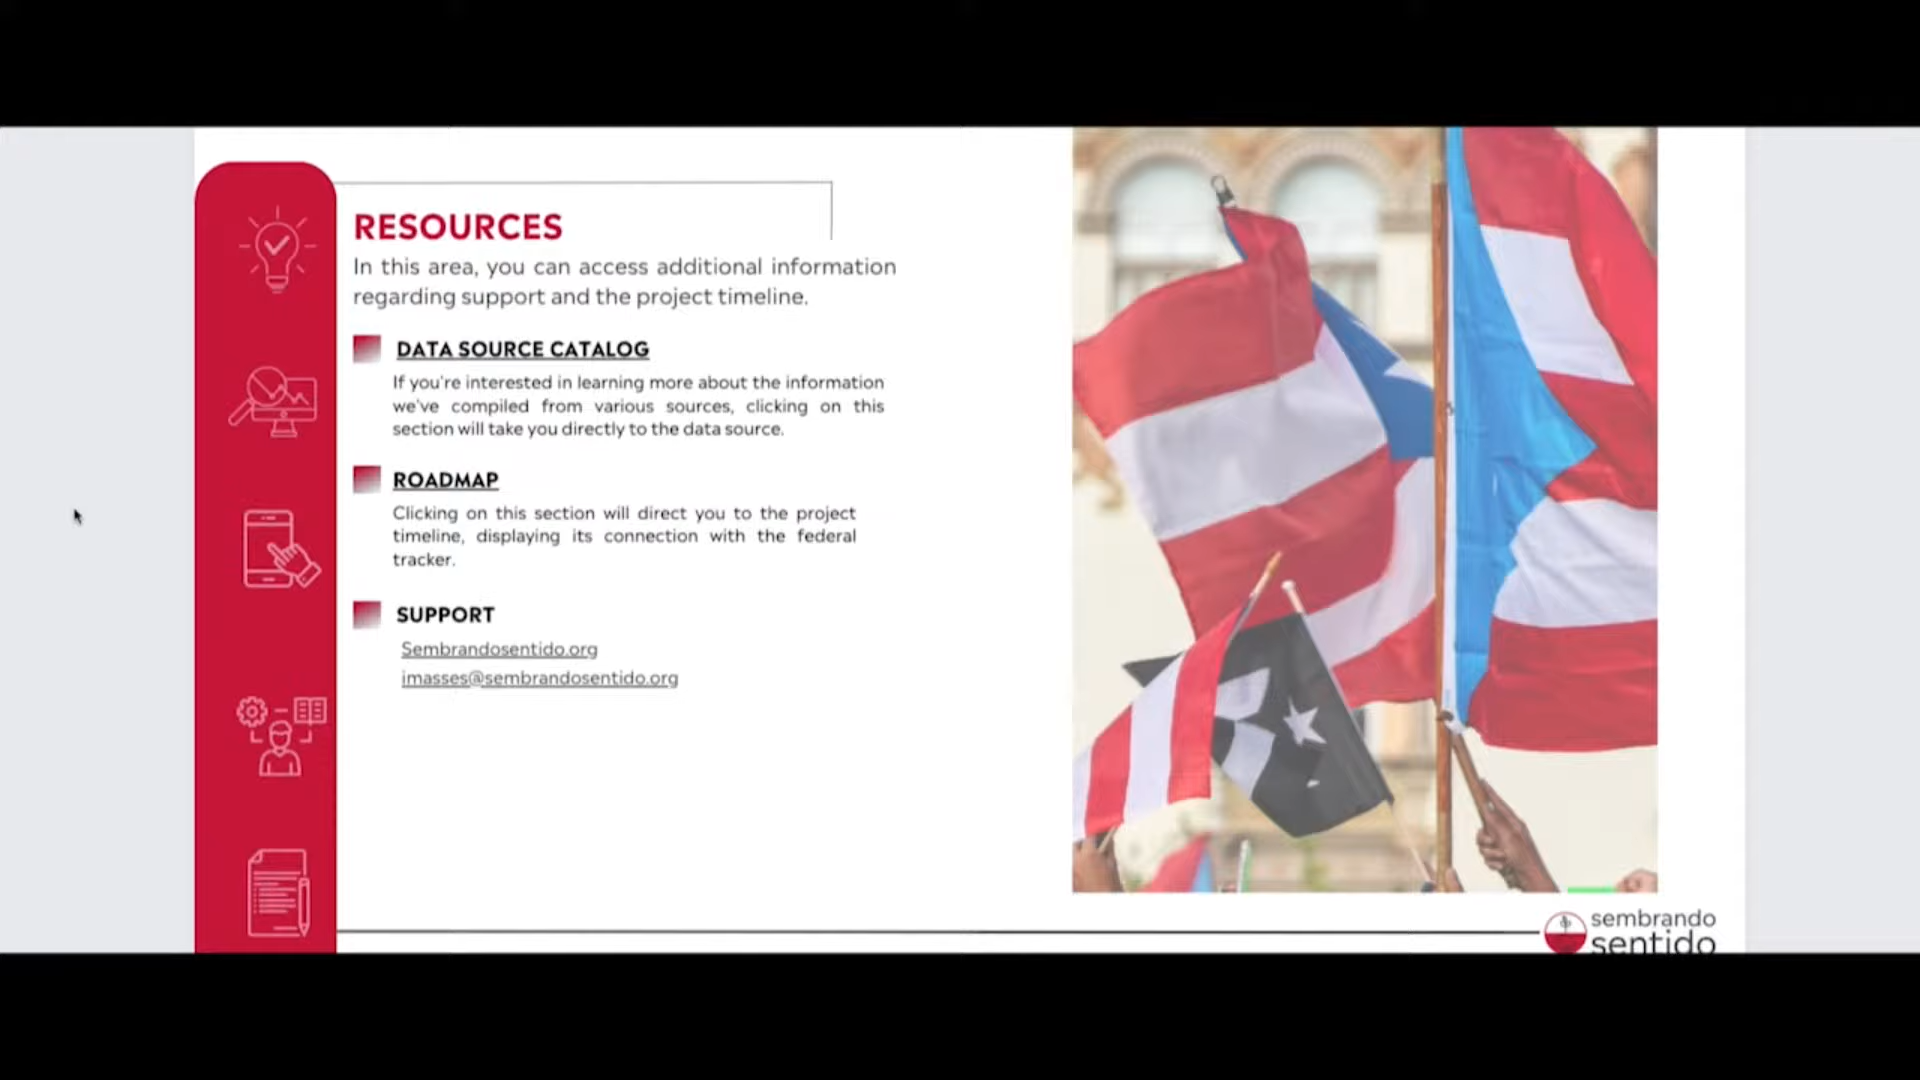 RESOURCES
In this area, you can access additional information
regarding support and the project timeline.
DATA SOURCE CATALOG
If you're interested in learning more about the information
we've compiled from various sources, clicking on this
section will take you directly to the data source.
ROADMAP
Clicking on this section will direct you to the project
timeline, displaying its connection with the federal
tracker.
SUPPORT
Sembrandosentido.org
imasses@sembrandosentido.org
sembrando
sentido